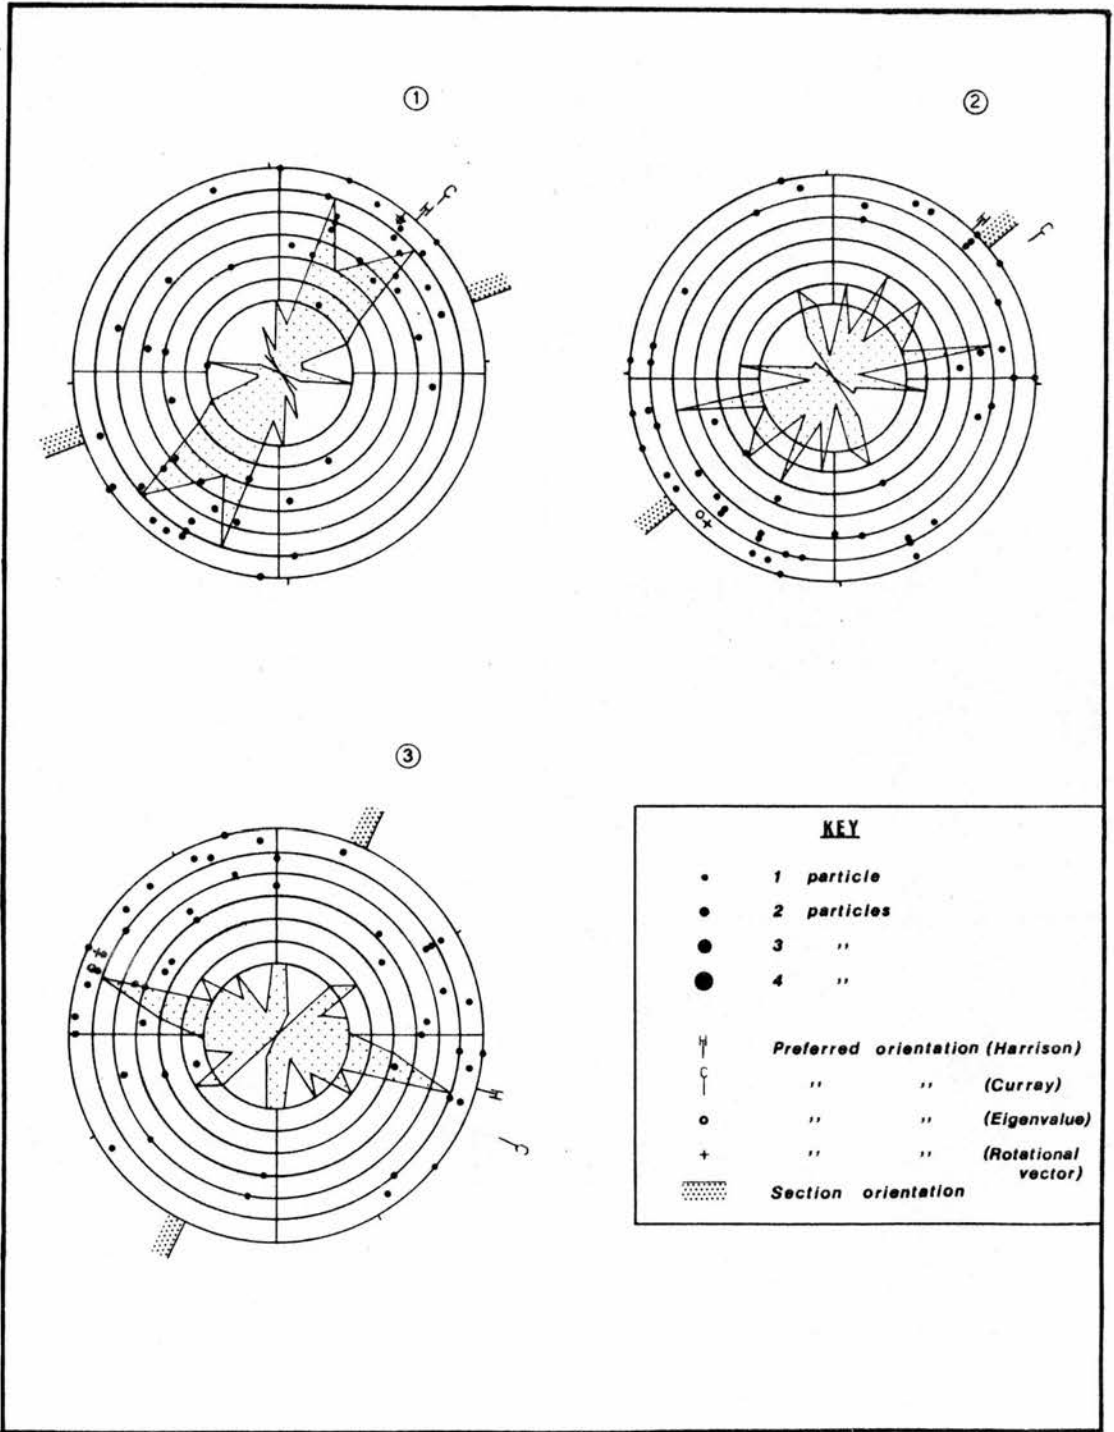 ①
②
H
C
H
C
③
H
C
KEY
1 particle
2 particles
3 ,,
4 ,,
H Preferred orientation (Harrison)
C ,, ,, (Curray)
,, ,, (Eigenvalue)
,, ,, (Rotational
vector)
Section orientation